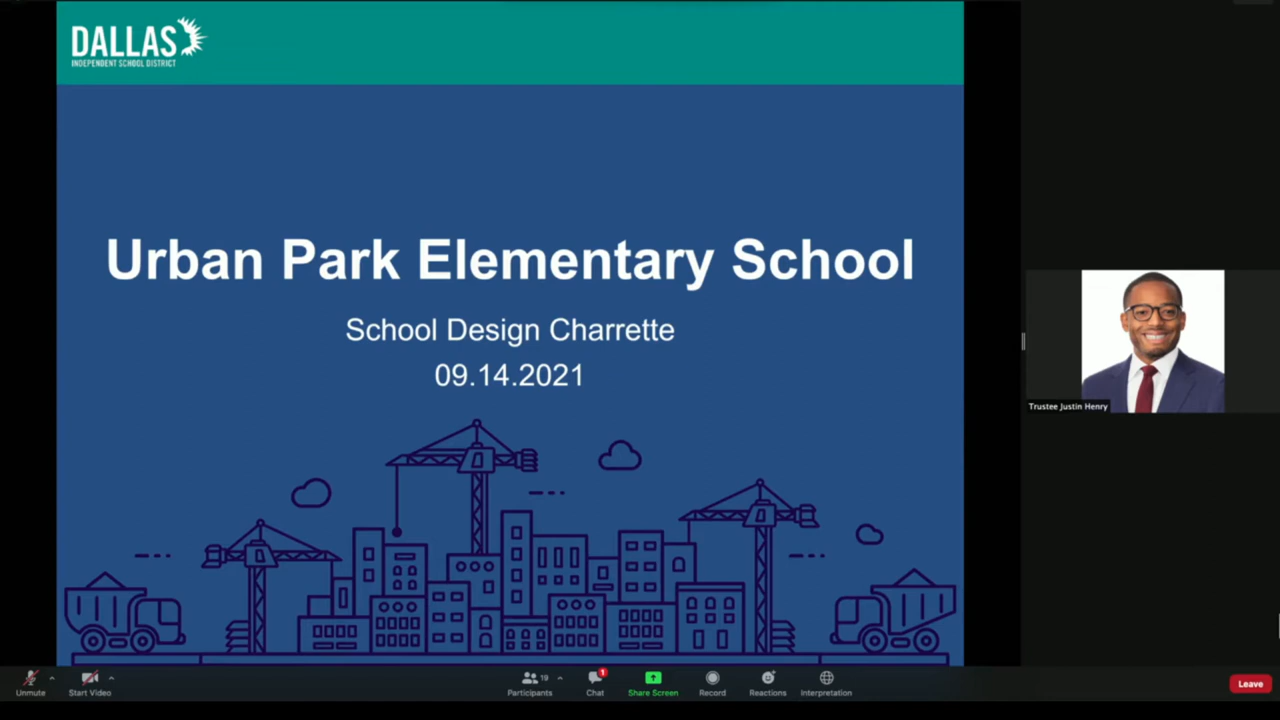 DALLAS
INDEPENDENT SCHOOL DISTRICT
Urban Park Elementary School
School Design Charrette
09.14.2021
Trustee Justin Henry
Unmute
Start Video
19
Participants
1
Chat
Share Screen
Record
Reactions
Interpretation
Leave